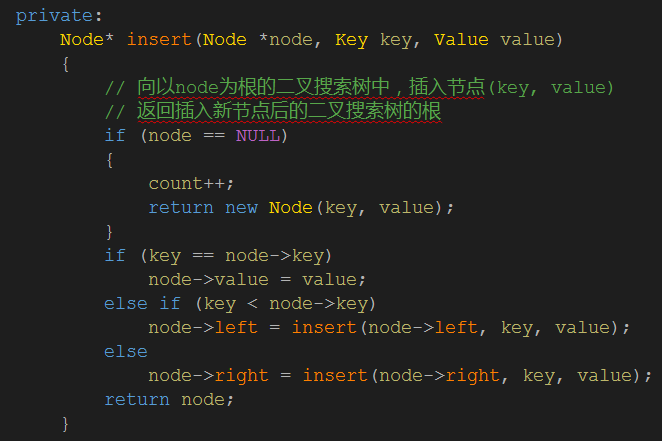 private:
    Node* insert(Node *node, Key key, Value value)
    {
        // 向以node为根的二叉搜索树中，插入节点(key, value)
        // 返回插入新节点后的二叉搜索树的根
        if (node == NULL)
        {
            count++;
            return new Node(key, value);
        }
        if (key == node->key)
            node->value = value;
        else if (key < node->key)
            node->left = insert(node->left, key, value);
        else
            node->right = insert(node->right, key, value);
        return node;
    }